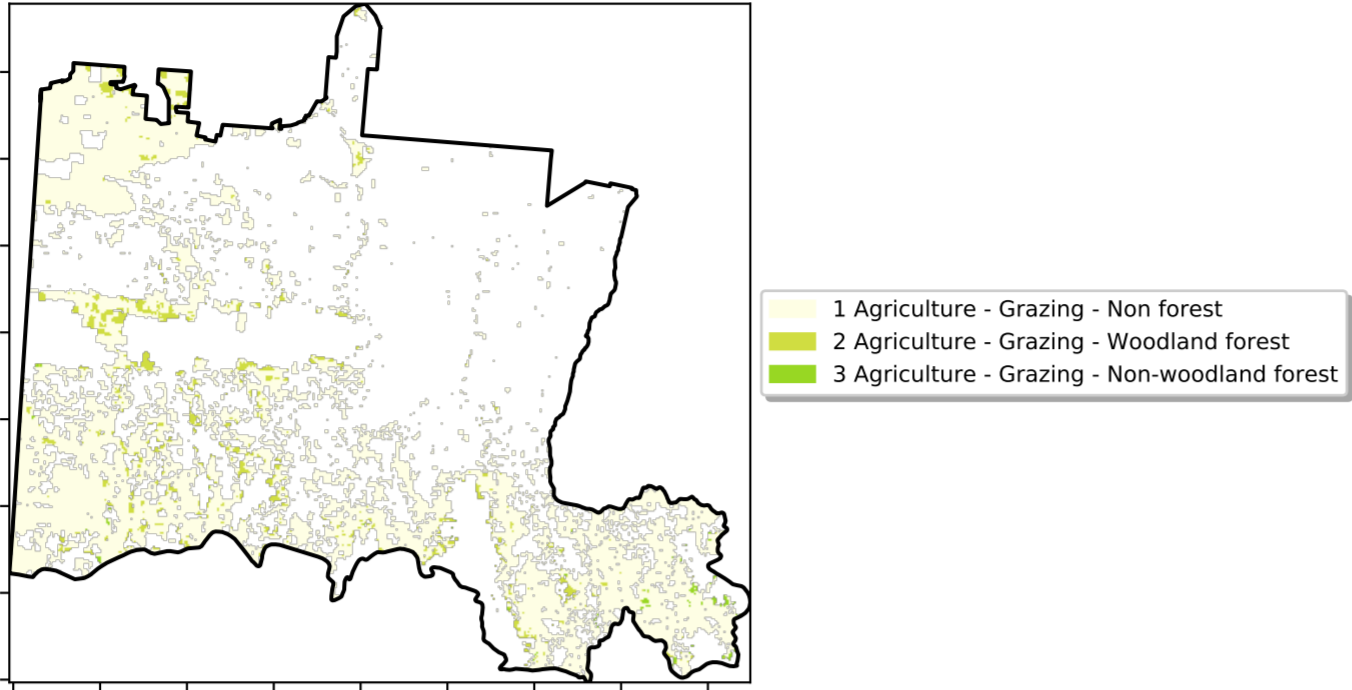 1 Agriculture - Grazing - Non forest
2 Agriculture - Grazing - Woodland forest
3 Agriculture - Grazing - Non-woodland forest